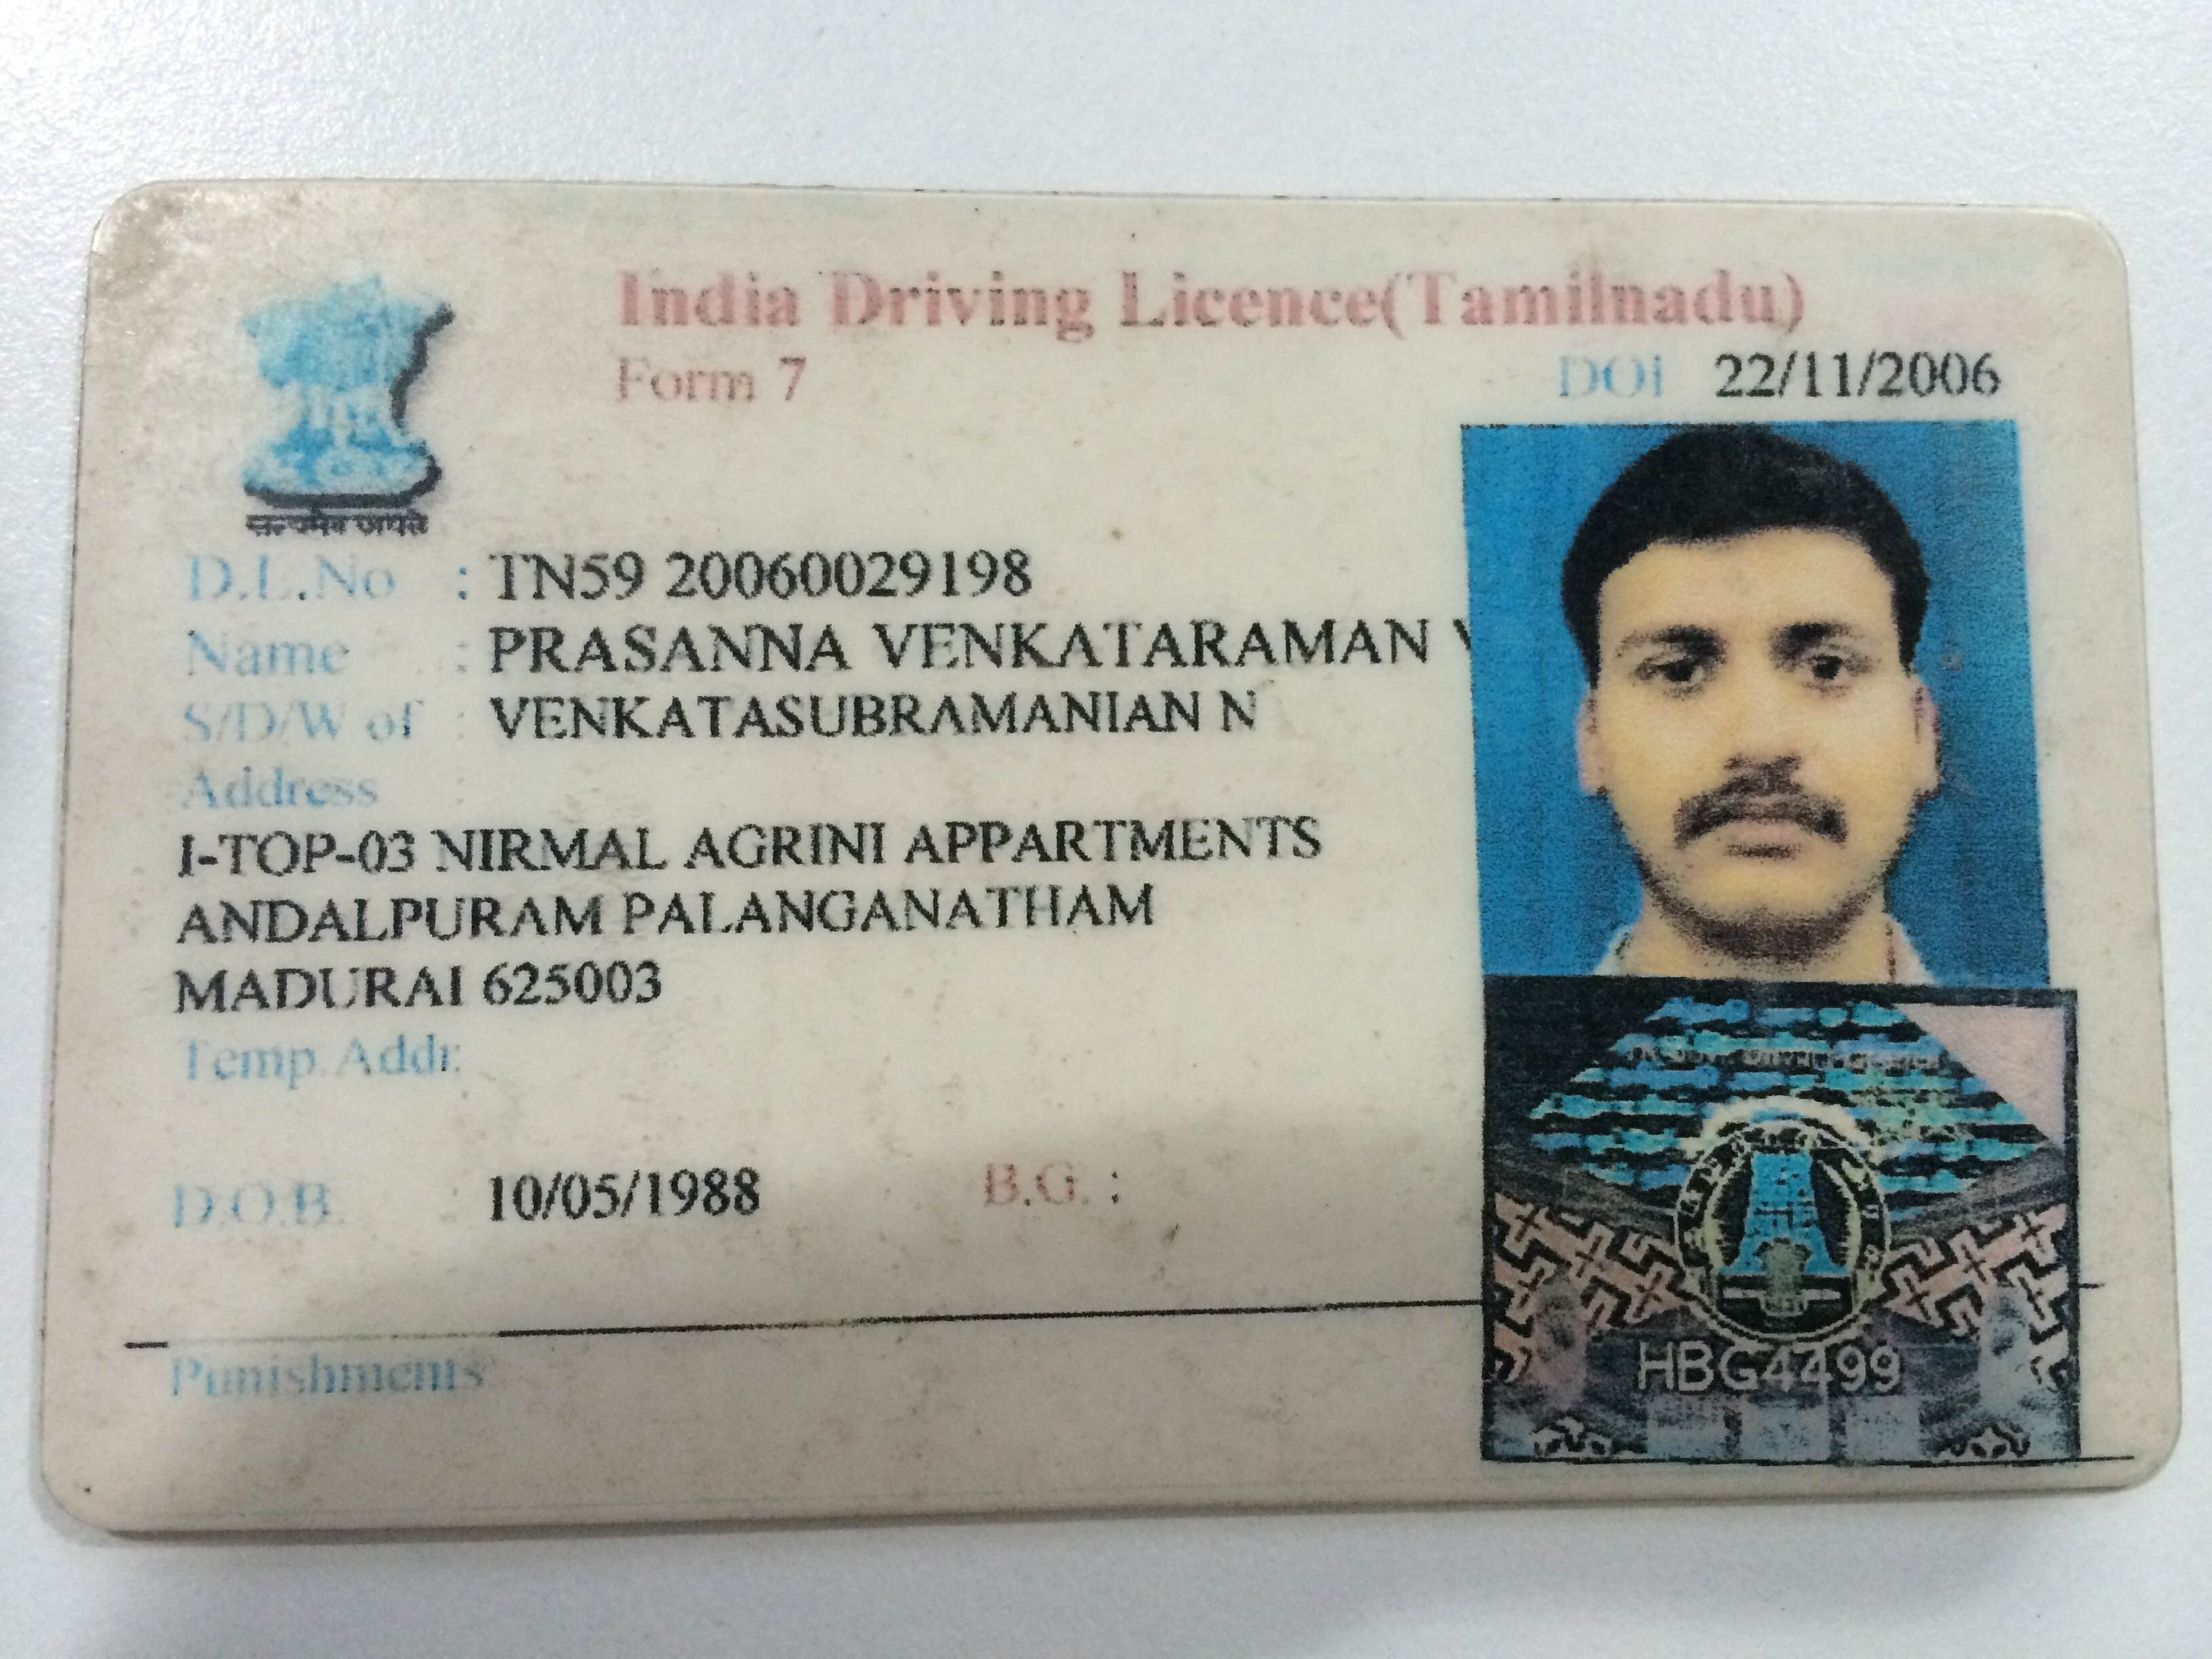 India Driving Licence(Tamilnadu)
Form 7
DOI 22/11/2006
सत्यमेव जयते
D.L.No : TN59 20060029198
Name : PRASANNA VENKATARAMAN
S/D/W of : VENKATASUBRAMANIAN N
Address :
I-TOP-03 NIRMAL AGRINI APPARTMENTS
ANDALPURAM PALANGANATHAM
MADURAI 625003
Temp.Addr:
D.O.B. : 10/05/1988 B.G. :
Punishments
HBG4499